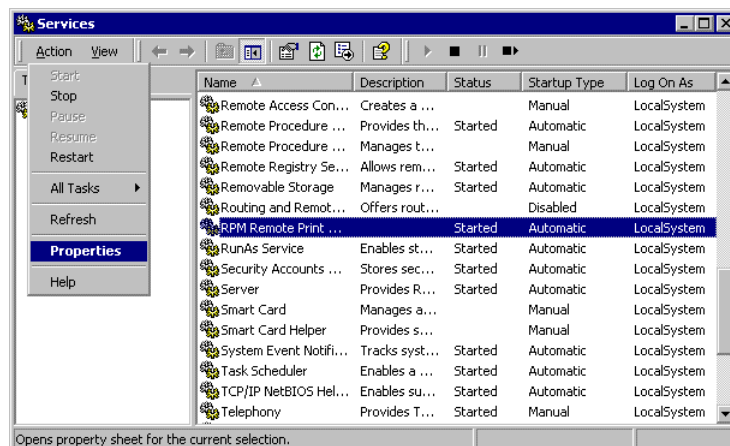 Services
Action View
T
Start
Stop
Pause
Resume
Restart
All Tasks
Refresh
Properties
Help
Name Description Status Startup Type Log On As
Remote Access Con... Creates a ... Manual LocalSystem
Remote Procedure ... Provides th... Started Automatic LocalSystem
Remote Procedure ... Manages t... Manual LocalSystem
Remote Registry Se... Allows rem... Started Automatic LocalSystem
Removable Storage Manages r... Started Automatic LocalSystem
Routing and Remot... Offers rout... Disabled LocalSystem
RPM Remote Print ... Started Automatic LocalSystem
RunAs Service Enables st... Started Automatic LocalSystem
Security Accounts ... Stores sec... Started Automatic LocalSystem
Server Provides R... Started Automatic LocalSystem
Smart Card Manages a... Manual LocalSystem
Smart Card Helper Provides s... Manual LocalSystem
System Event Notifi... Tracks syst... Started Automatic LocalSystem
Task Scheduler Enables a ... Started Automatic LocalSystem
TCP/IP NetBIOS Hel... Enables su... Started Automatic LocalSystem
Telephony Provides T... Started Manual LocalSystem
Opens property sheet for the current selection.